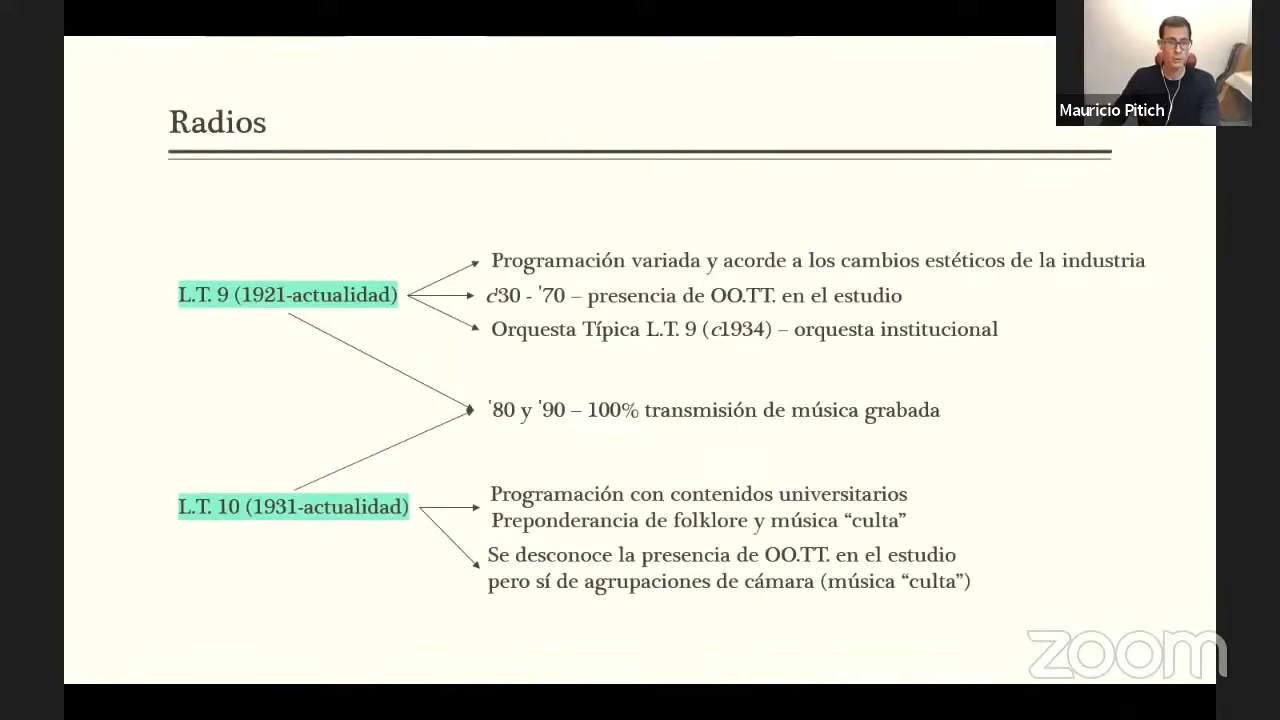 Mauricio Pitich
Radios
L.T. 9 (1921-actualidad)
Programación variada y acorde a los cambios estéticos de la industria
c'30 - '70 – presencia de OO.TT. en el estudio
Orquesta Típica L.T. 9 (c1934) – orquesta institucional
'80 y '90 – 100% transmisión de música grabada
L.T. 10 (1931-actualidad)
Programación con contenidos universitarios
Preponderancia de folklore y música “culta”
Se desconoce la presencia de OO.TT. en el estudio
pero sí de agrupaciones de cámara (música “culta”)
zoom